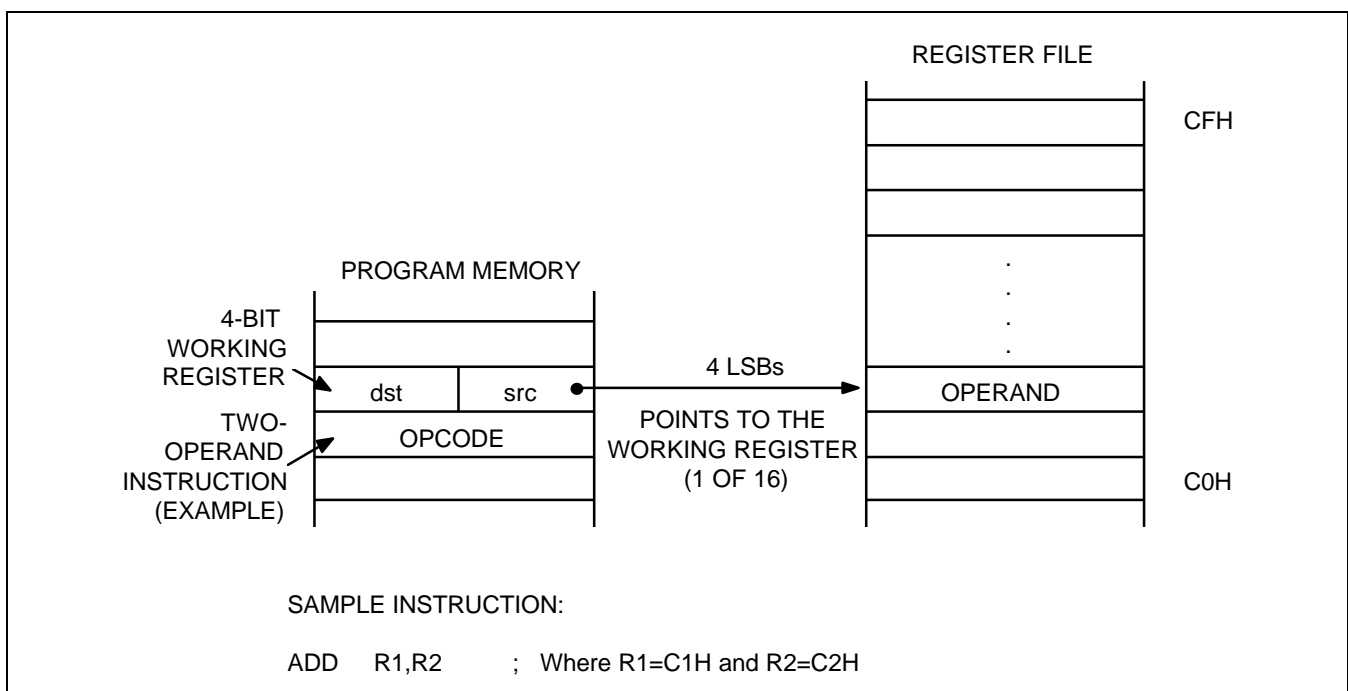 REGISTER FILE
CFH
PROGRAM MEMORY
4-BIT
WORKING
REGISTER
dst
src
4 LSBs
OPERAND
TWO-
OPERAND
INSTRUCTION
(EXAMPLE)
OPCODE
POINTS TO THE
WORKING REGISTER
(1 OF 16)
C0H
SAMPLE INSTRUCTION:
ADD R1,R2 ; Where R1=C1H and R2=C2H